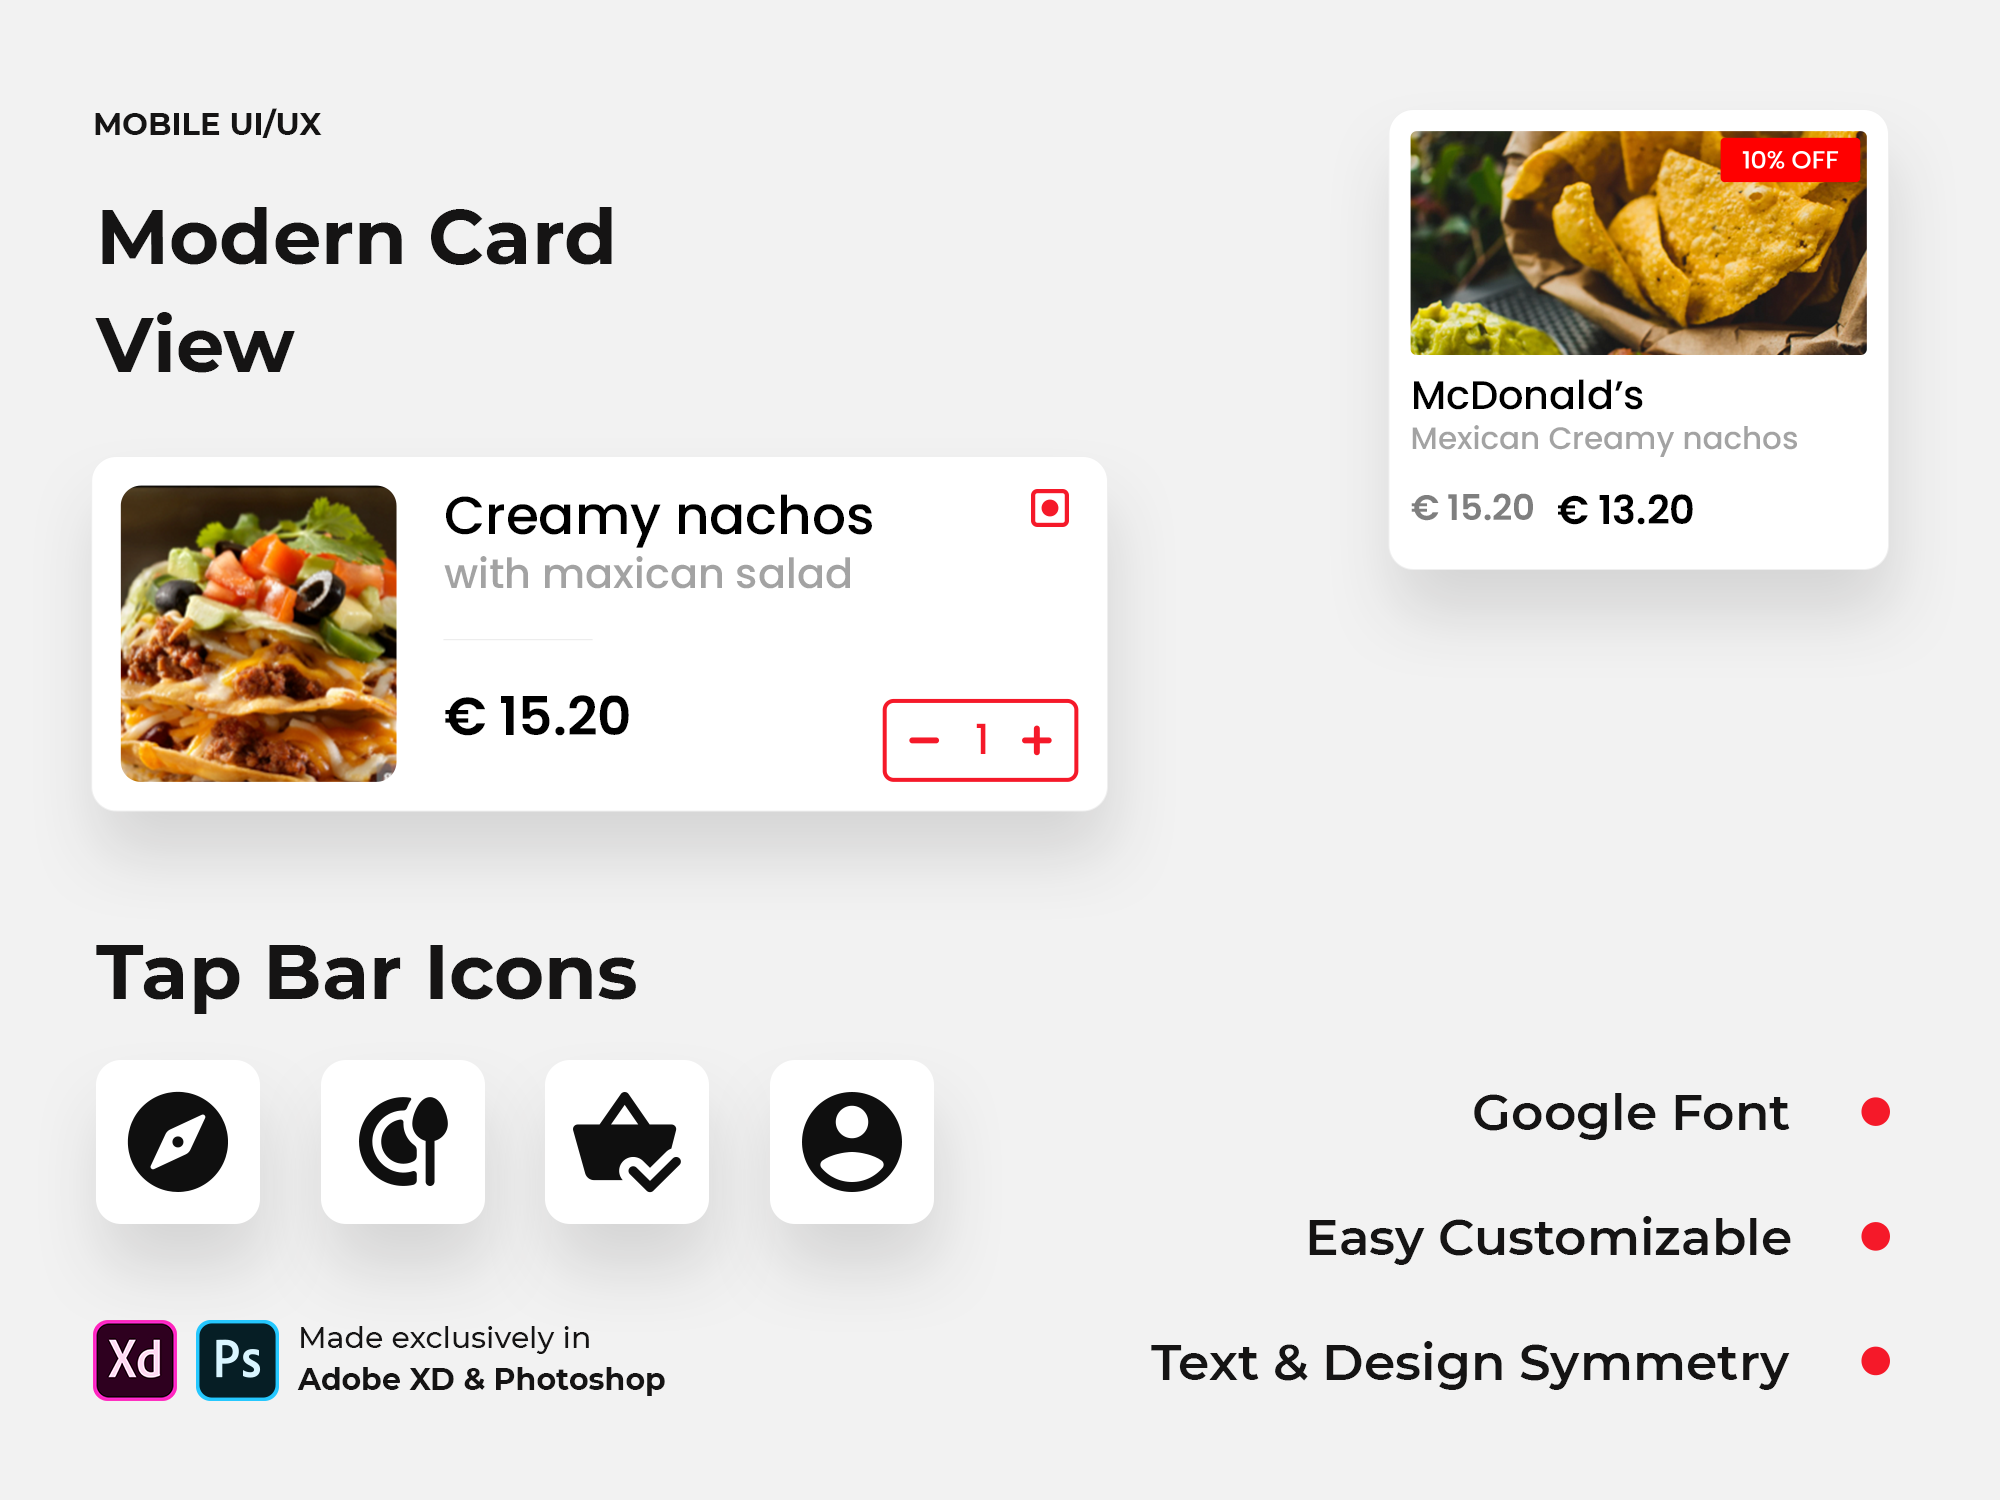 MOBILE UI/UX
Modern Card
View
10% OFF
McDonald’s
Mexican Creamy nachos
€ 15.20 € 13.20
Creamy nachos
with maxican salad
€ 15.20
1
Tap Bar Icons
Google Font
Easy Customizable
Text & Design Symmetry
Xd
Ps
Made exclusively in
Adobe XD & Photoshop